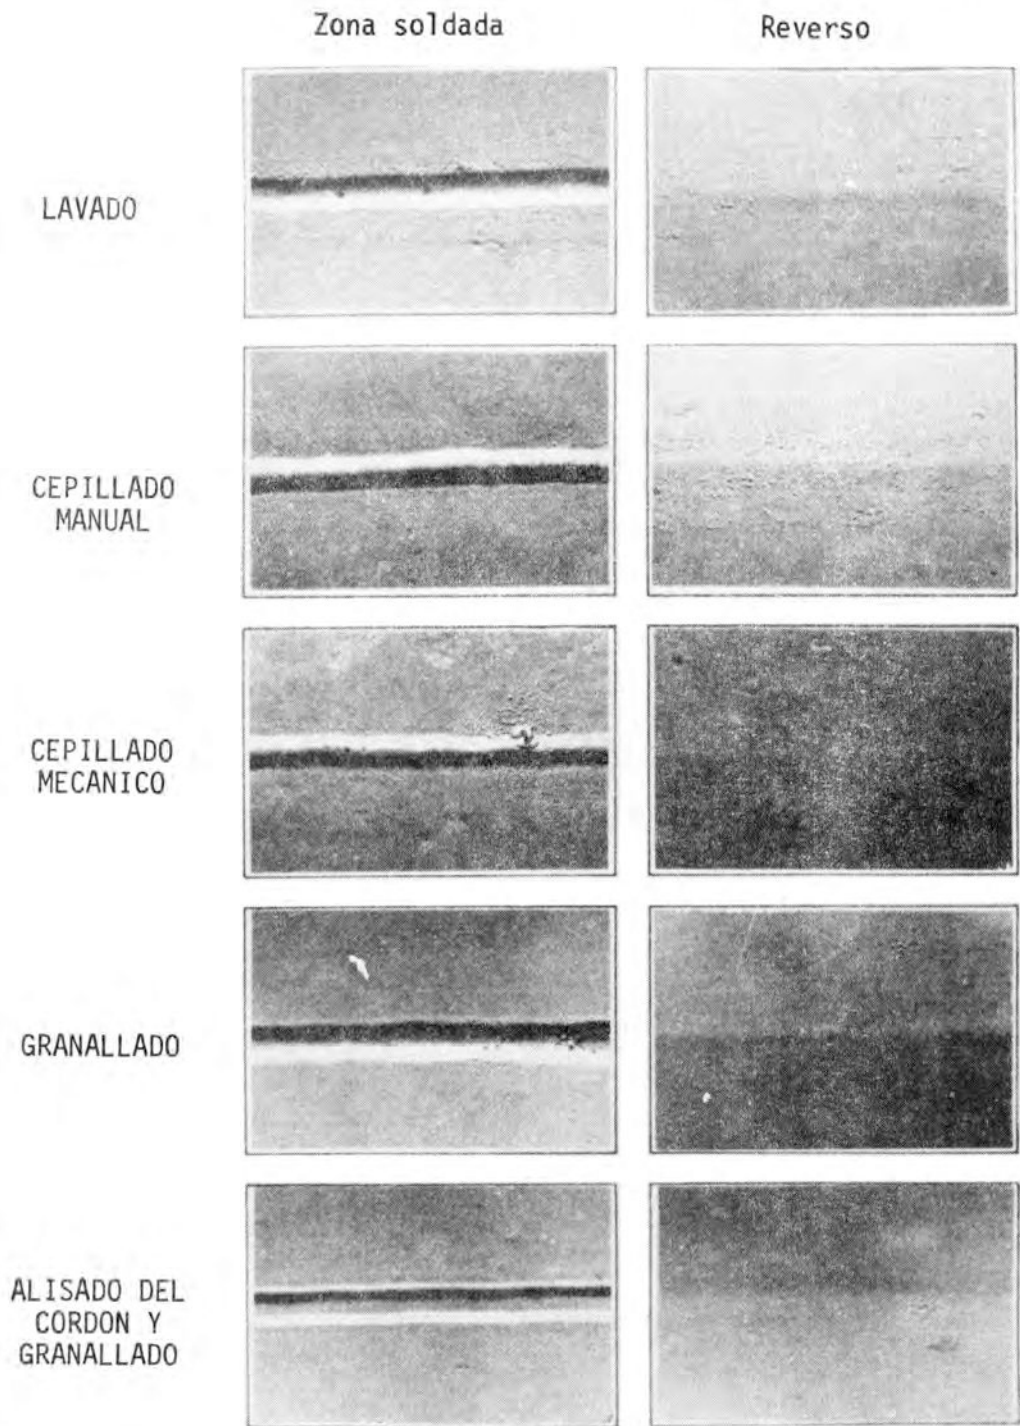 Zona soldada
Reverso
LAVADO
CEPILLADO
MANUAL
CEPILLADO
MECANICO
GRANALLADO
ALISADO DEL
CORDON Y
GRANALLADO